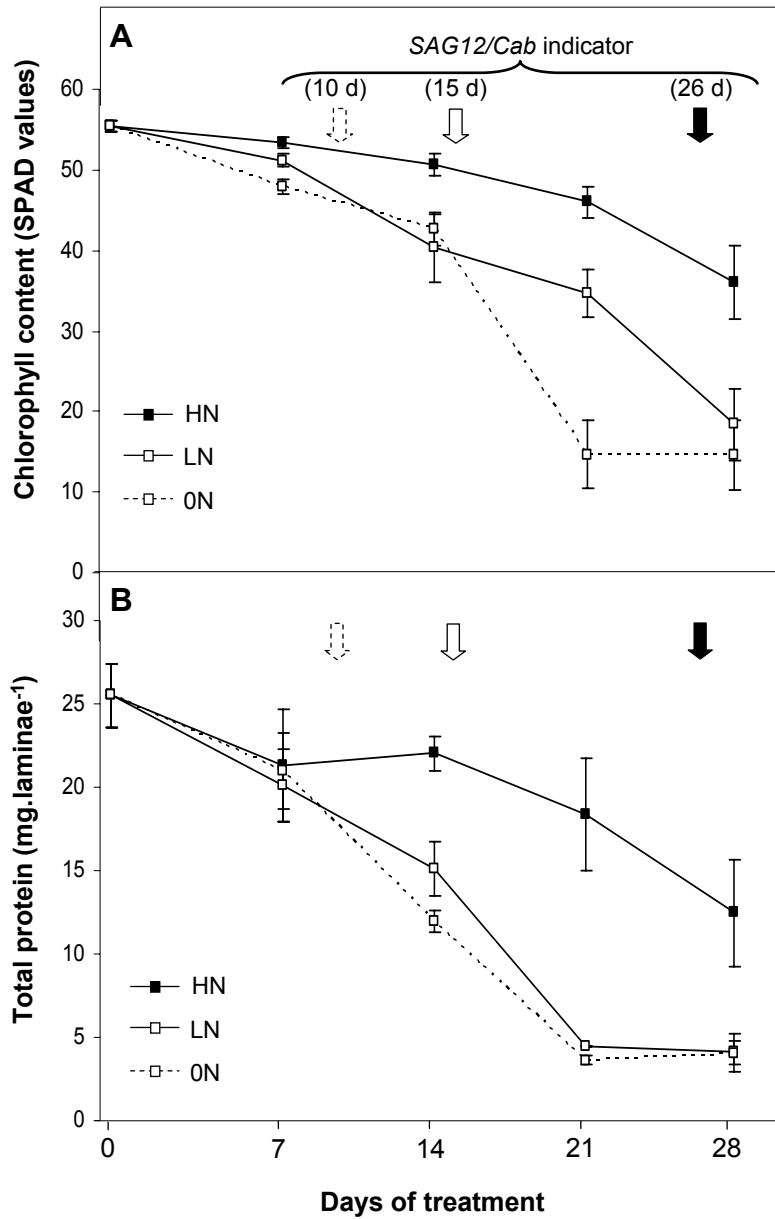 A
SAG12/Cab indicator
(10 d) (15 d) (26 d)
Chlorophyll content (SPAD values)
60
50
40
30
20
10
0
HN
LN
0N
B
Total protein (mg.laminae⁻¹)
30
25
20
15
10
5
0
HN
LN
0N
0 7 14 21 28
Days of treatment